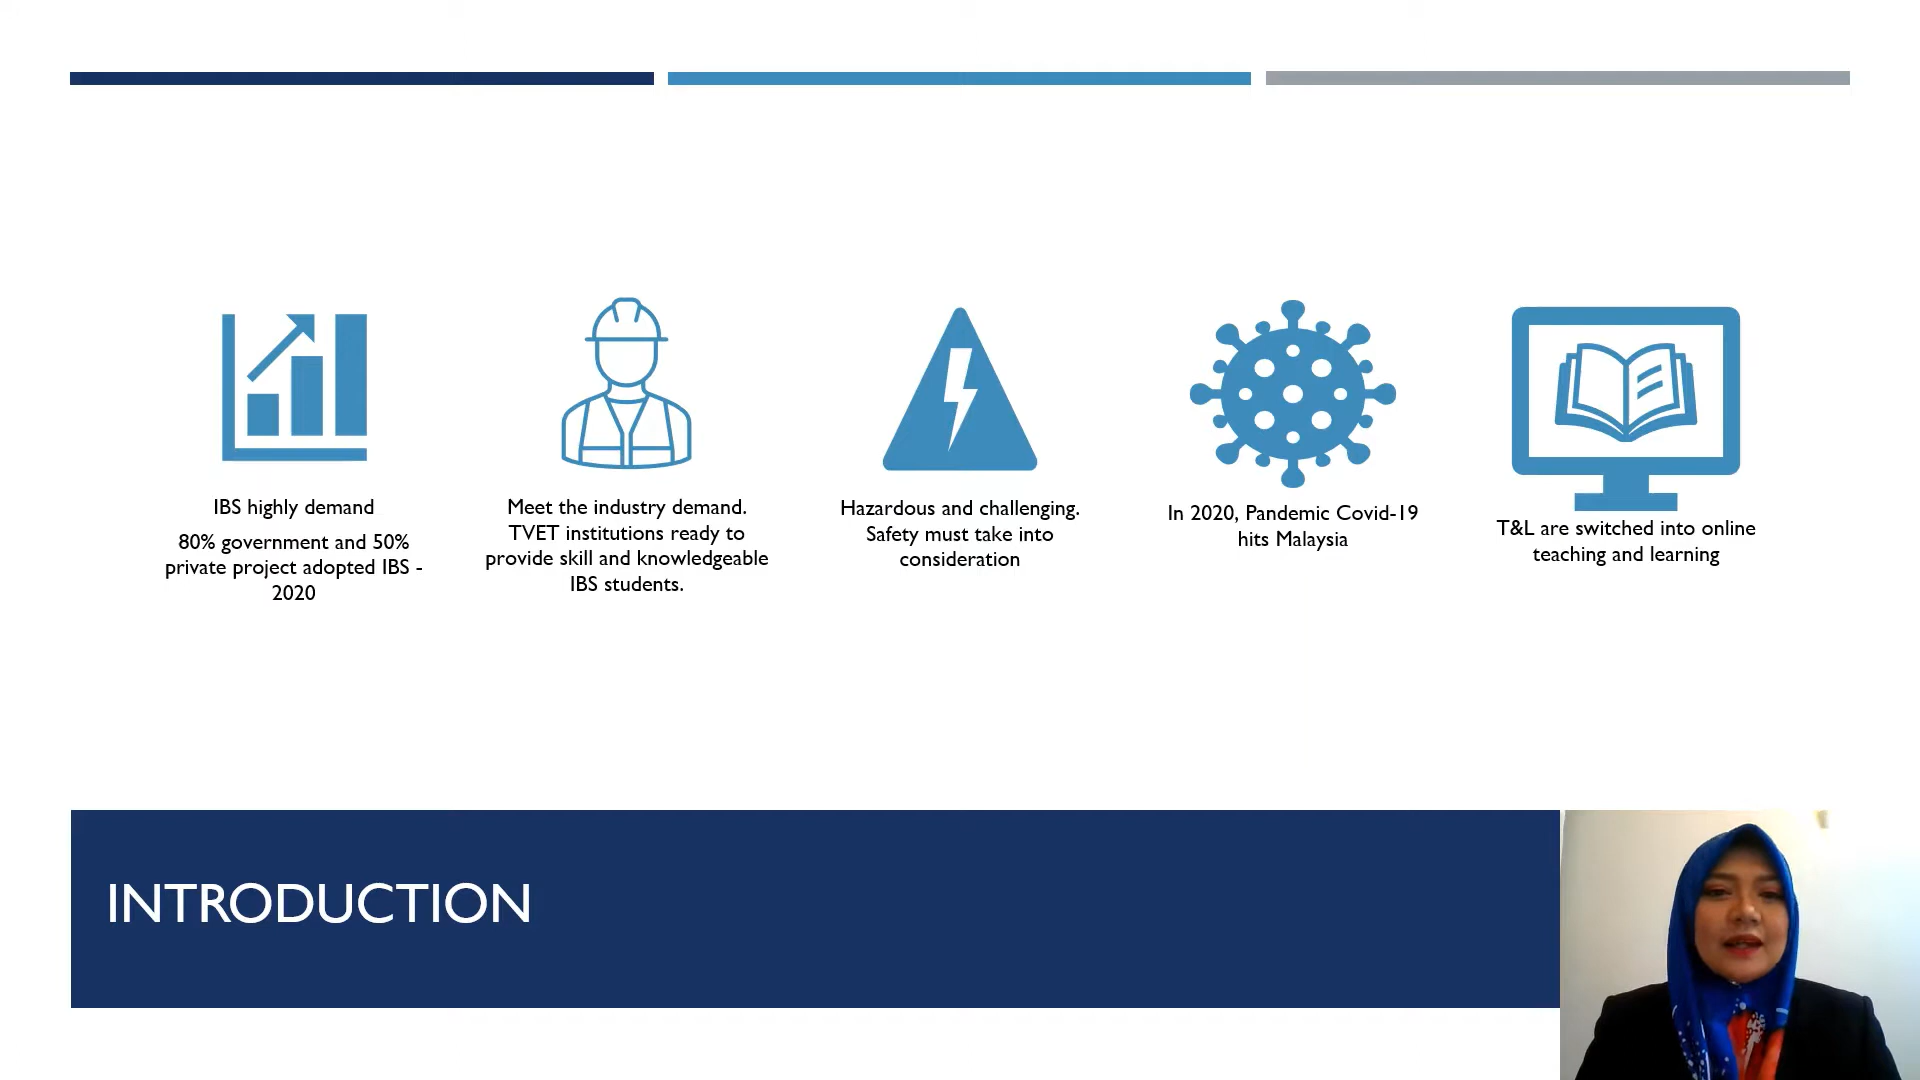 IBS highly demand
80% government and 50%
private project adopted IBS -
2020
Meet the industry demand.
TVET institutions ready to
provide skill and knowledgeable
IBS students.
Hazardous and challenging.
Safety must take into
consideration
In 2020, Pandemic Covid-19
hits Malaysia
T&L are switched into online
teaching and learning
INTRODUCTION